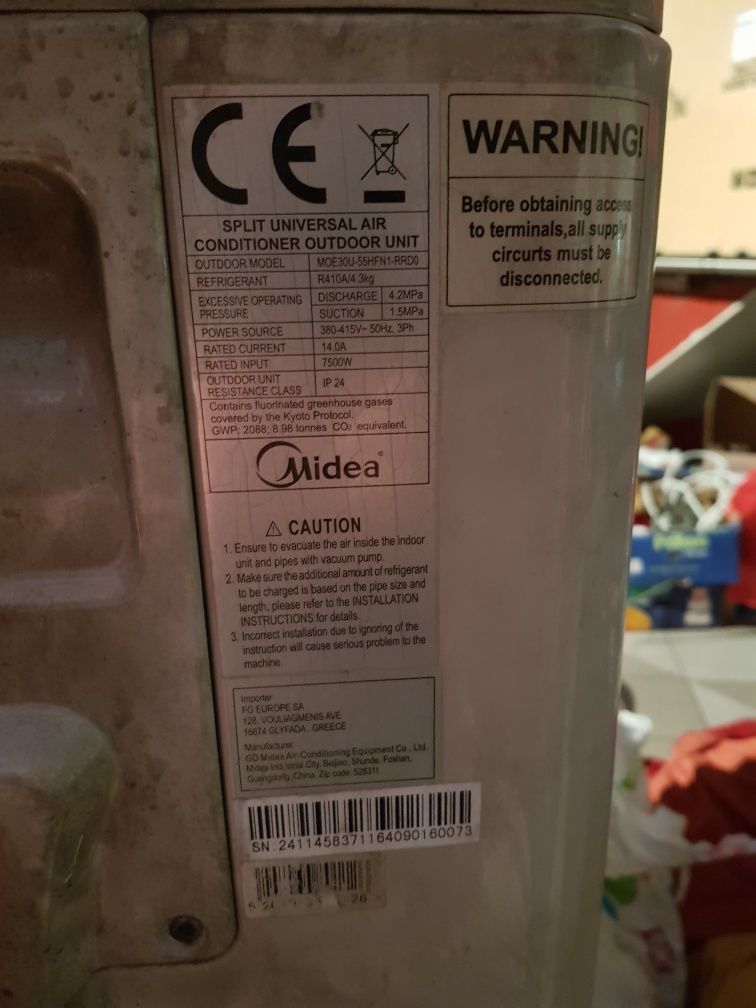 CE
SPLIT UNIVERSAL AIR
CONDITIONER OUTDOOR UNIT
OUTDOOR MODEL MOE30U-55HFN1-RRD0
REFRIGERANT R410A/4.3kg
EXCESSIVE OPERATING PRESSURE DISCHARGE 4.2MPa
SUCTION 1.5MPa
POWER SOURCE 380-415V~ 50Hz, 3Ph
RATED CURRENT 14.0A
RATED INPUT 7500W
OUTDOOR UNIT
RESISTANCE CLASS IP 24
Contains fluorinated greenhouse gases
covered by the Kyoto Protocol.
GWP: 2088; 8.98 tonnes CO2 equivalent.
Midea
CAUTION
1. Ensure to evacuate the air inside the indoor
unit and pipes with vacuum pump.
2. Make sure the additional amount of refrigerant
to be charged is based on the pipe size and
length, please refer to the INSTALLATION
INSTRUCTIONS for details.
3. Incorrect installation due to ignoring of the
instruction will cause serious problem to the
machine.
Importer
FG EUROPE SA
128, VOULIAGMENIS AVE
16674 GLYFADA, GREECE
Manufacturer:
GD Midea Air-Conditioning Equipment Co., Ltd.
Midea Industrial City, Beijiao, Shunde, Foshan,
Guangdong, China. Zip code: 528311
SN:2411458371164090160073
WARNING!
Before obtaining access
to terminals,all supply
circurts must be
disconnected.